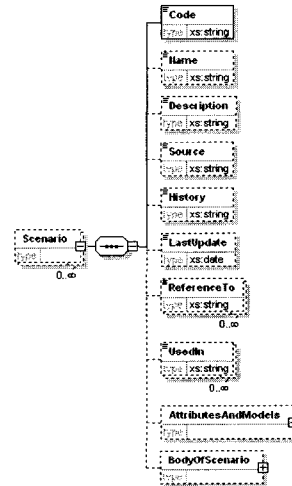 Code
type xs:string
Name
type xs:string
Description
type xs:string
Source
type xs:string
History
type xs:string
Scenario
type
0..∞
LastUpdate
type xs:date
ReferenceTo
type xs:string
0..∞
UsedIn
type xs:string
0..∞
AttributesAndModels
type
BodyOfScenario
type